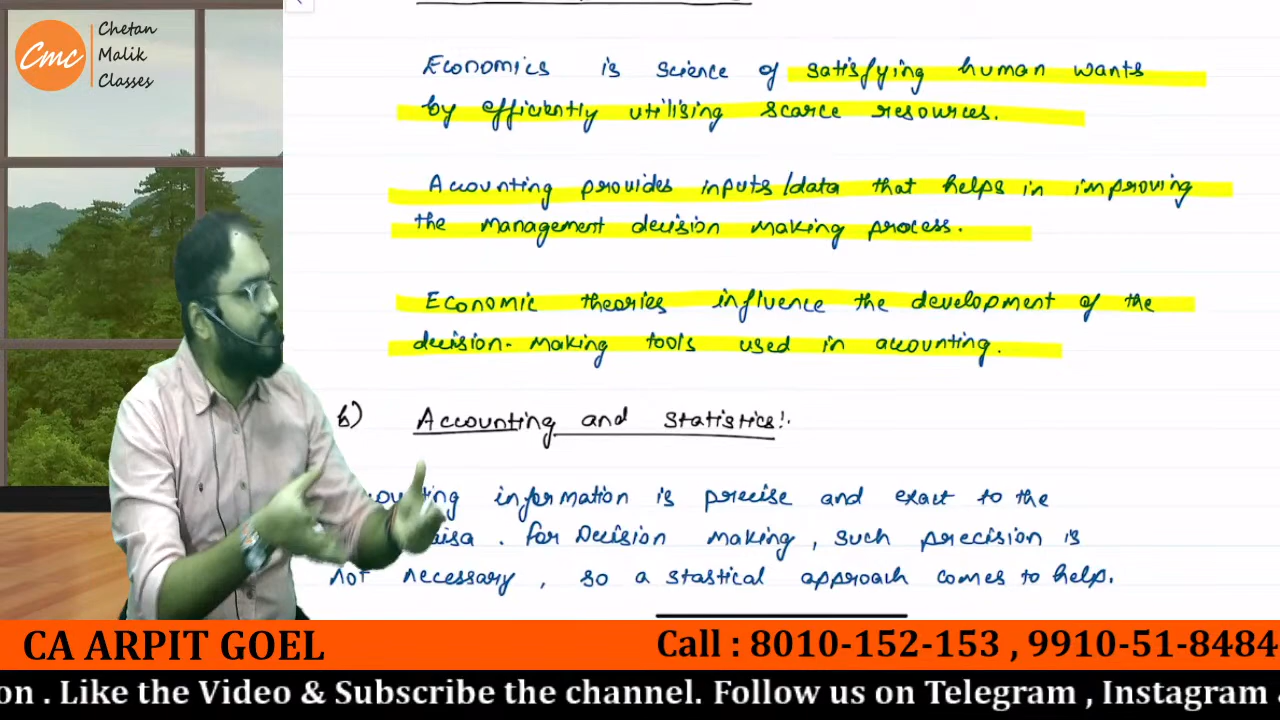 Chetan
Malik
Classes
CMC
Economics is science of satisfying human wants
by efficiently utilising scarce resources.
Accounting provides inputs/data that helps in improving
the management decision making process.
Economic theories influence the development of the
decision-making tools used in accounting.
b) Accounting and Statistics:-
information is precise and exact to the
. For Decision making, such precision is
not necessary, so a stastical approach comes to help.
CA ARPIT GOEL
Call : 8010-152-153 , 9910-51-8484
on . Like the Video & Subscribe the channel. Follow us on Telegram , Instagram